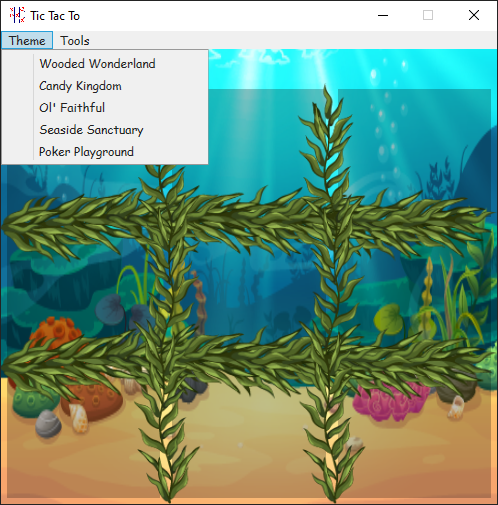 Tic Tac To
Theme Tools
Wooded Wonderland
Candy Kingdom
Ol' Faithful
Seaside Sanctuary
Poker Playground